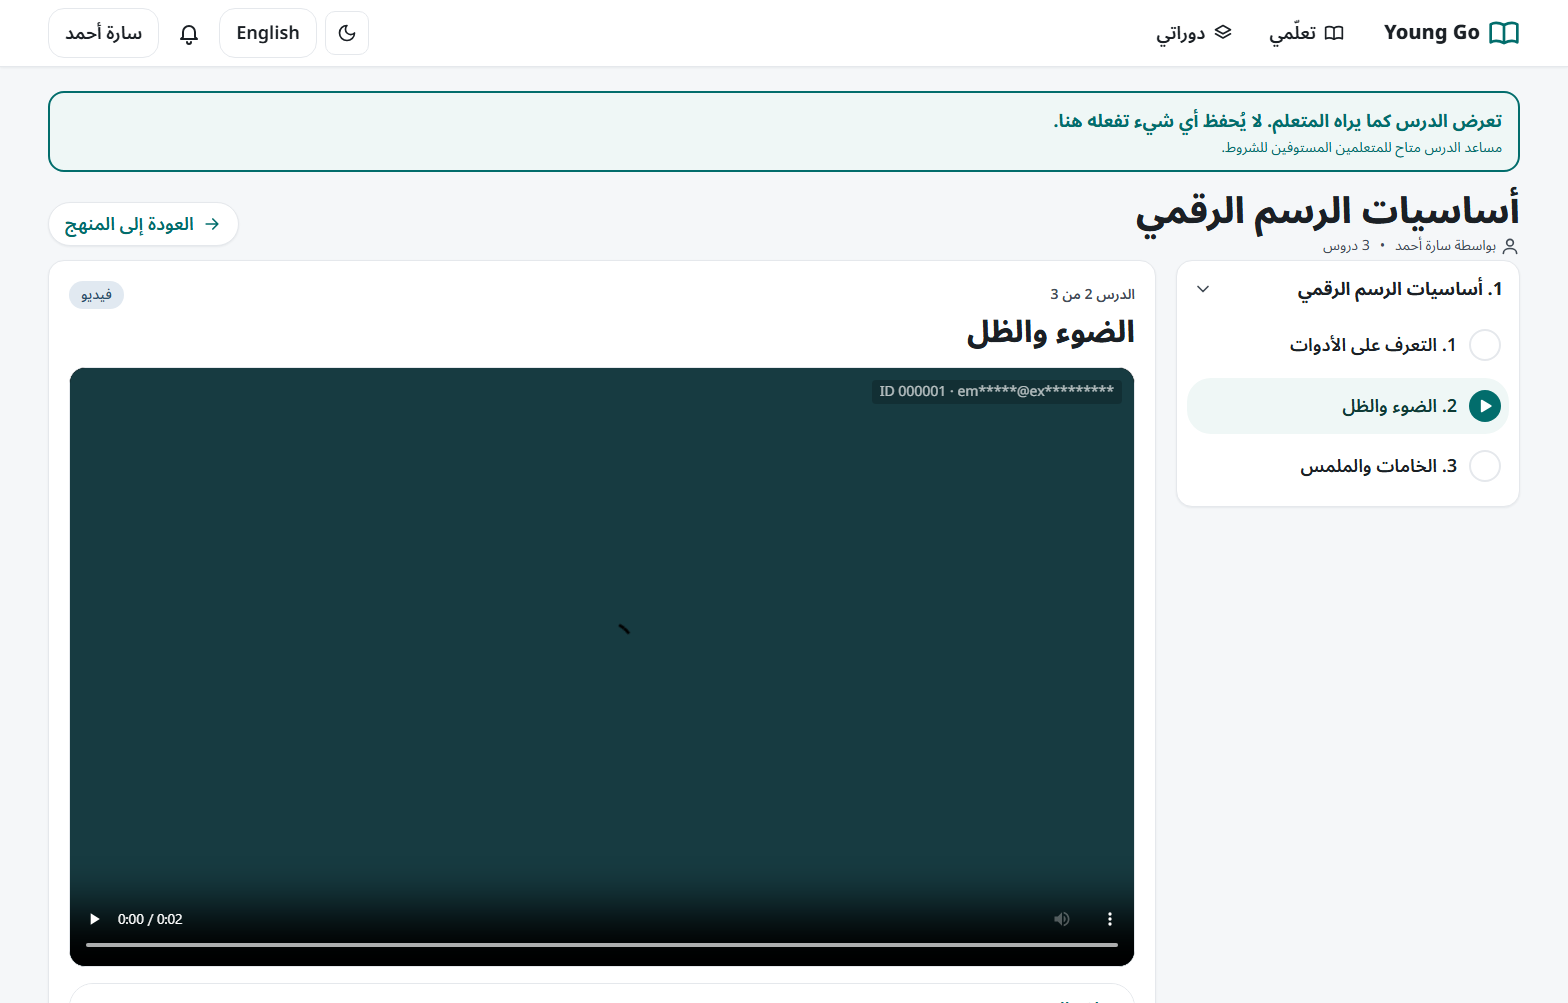 Young Go
تعلّمي
دوراتي
English
سارة أحمد
تعرض الدرس كما يراه المتعلم. لا يُحفظ أي شيء تفعله هنا.
مساعد الدرس متاح للمتعلمين المستوفين للشروط.
أساسيات الرسم الرقمي
بواسطة سارة أحمد • 3 دروس
العودة إلى المنهج
1. أساسيات الرسم الرقمي
1. التعرف على الأدوات
2. الضوء والظل
3. الخامات والملمس
الدرس 2 من 3
فيديو
الضوء والظل
ID 000001 · em*****@ex*********
0:00 / 0:02